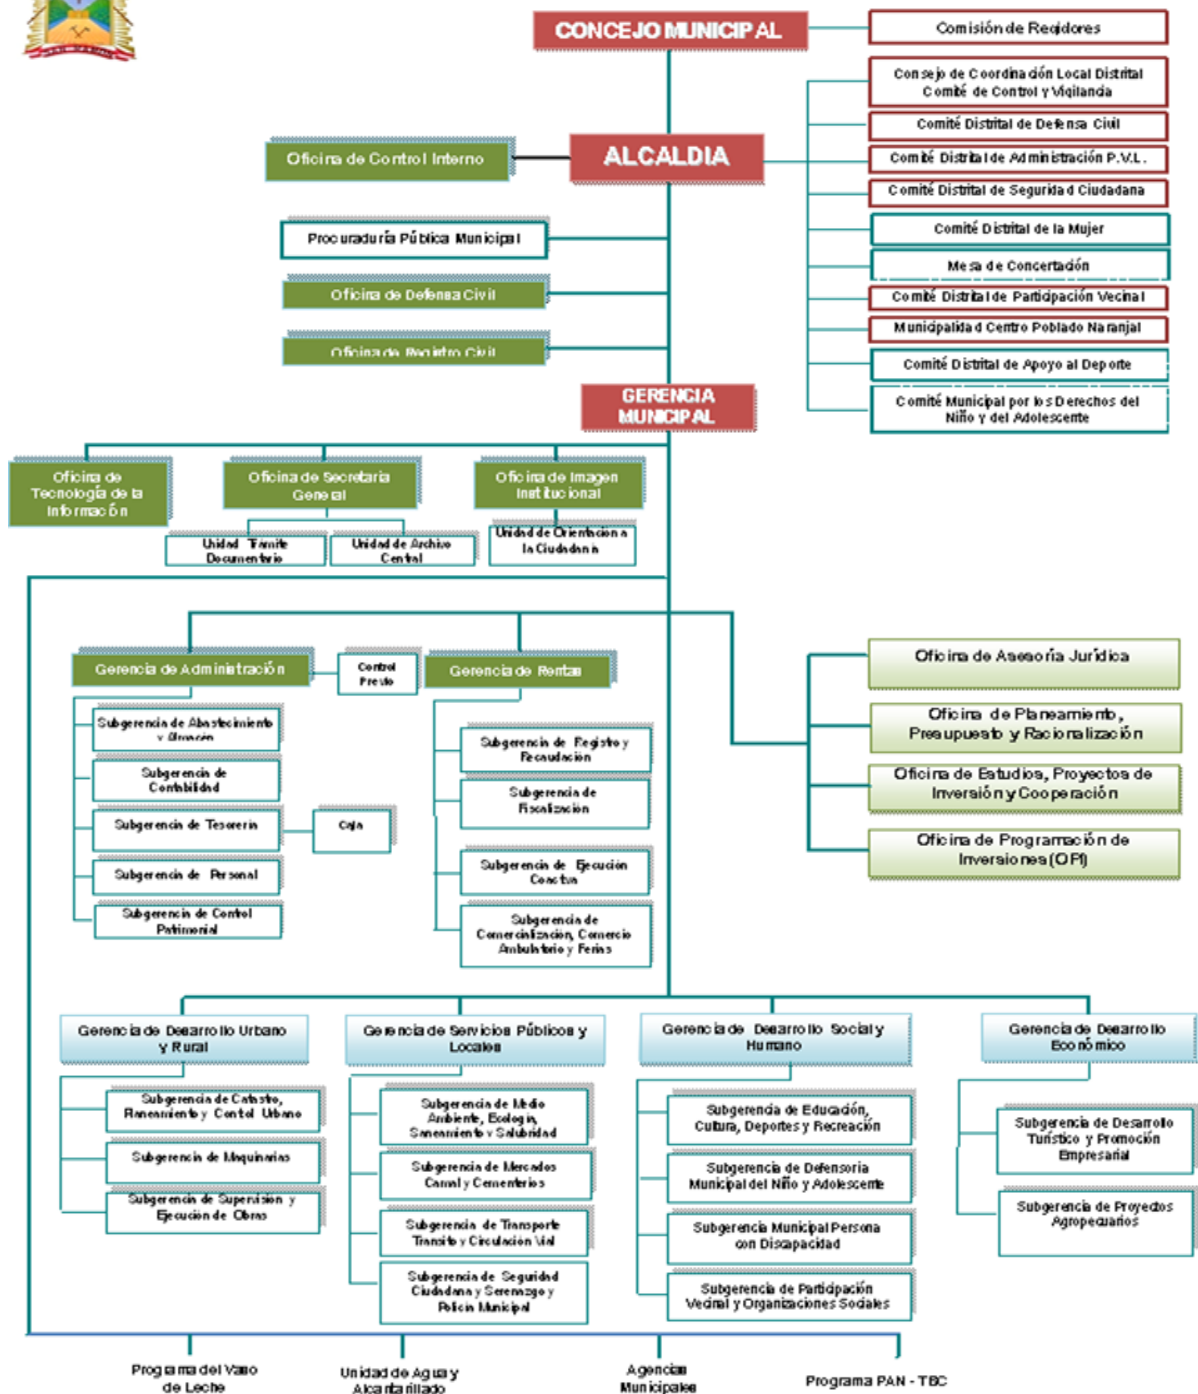 SAN RAMON
CONCEJO MUNICIPAL
Comisión de Regidores
Consejo de Coordinación Local Distrital
Comité de Control y Vigilancia
Comité Distrital de Defensa Civil
Oficina de Control Interno
ALCALDIA
Comité Distrital de Administración P.V.L.
Comité Distrital de Seguridad Ciudadana
Procuraduría Pública Municipal
Comité Distrital de la Mujer
Mesa de Concertación
Oficina de Defensa Civil
Comité Distrital de Participación Vecinal
Municipalidad Centro Poblado Naranjal
Oficina de Registro Civil
Comité Distrital de Apoyo al Deporte
GERENCIA
MUNICIPAL
Comité Municipal por los Derechos del
Niño y del Adolescente
Oficina de
Tecnología de la
Información
Oficina de Secretaria
General
Oficina de Imagen
Institucional
Unidad Trámite
Documentario
Unidad de Archivo
Central
Unidad de Orientación a
la Ciudadanía
Gerencia de Administración
Control
Previo
Gerencia de Rentas
Oficina de Asesoría Jurídica
Subgerencia de Abastecimiento
y Almacén
Subgerencia de
Contabilidad
Subgerencia de Tesorería
Caja
Subgerencia de Personal
Subgerencia de Control
Patrimonial
Subgerencia de Registro y
Recaudación
Subgerencia de
Fiscalización
Subgerencia de Ejecución
Coactiva
Subgerencia de
Comercialización, Comercio
Ambulatorio y Ferias
Oficina de Planeamiento,
Presupuesto y Racionalización
Oficina de Estudios, Proyectos de
Inversión y Cooperación
Oficina de Programación de
Inversiones (OPI)
Gerencia de Desarrollo Urbano
y Rural
Gerencia de Servicios Públicos y
Locales
Gerencia de Desarrollo Social y
Humano
Gerencia de Desarrollo
Económico
Subgerencia de Catastro,
Planeamiento y Control Urbano
Subgerencia de Maquinarias
Subgerencia de Supervisión y
Ejecución de Obras
Subgerencia de Medio
Ambiente, Ecología,
Saneamiento y Salubridad
Subgerencia de Mercados
Camal y Cementerios
Subgerencia de Transporte
Transito y Circulación Vial
Subgerencia de Seguridad
Ciudadana y Serenazgo y
Policía Municipal
Subgerencia de Educación,
Cultura, Deportes y Recreación
Subgerencia de Defensoría
Municipal del Niño y Adolescente
Subgerencia Municipal Persona
con Discapacidad
Subgerencia de Participación
Vecinal y Organizaciones Sociales
Subgerencia de Desarrollo
Turístico y Promoción
Empresarial
Subgerencia de Proyectos
Agropecuarios
Programa del Vaso
de Leche
Unidad de Agua y
Alcantarillado
Agencias
Municipales
Programa PAN - TBC